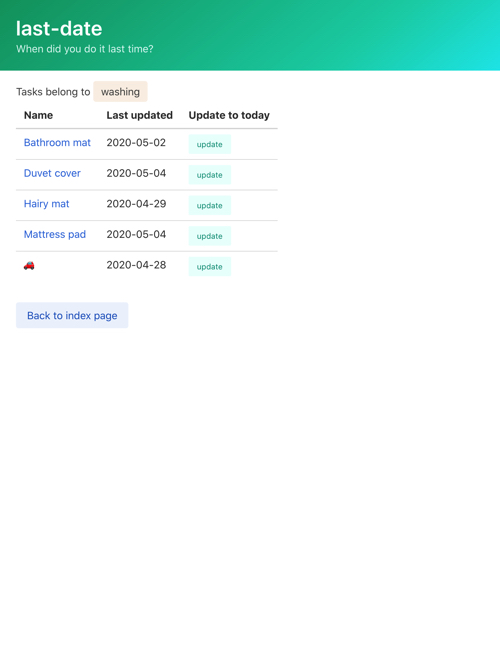 last-date
When did you do it last time?
Tasks belong to washing
Name Last updated Update to today
Bathroom mat 2020-05-02 update
Duvet cover 2020-05-04 update
Hairy mat 2020-04-29 update
Mattress pad 2020-05-04 update
🚗 2020-04-28 update
Back to index page